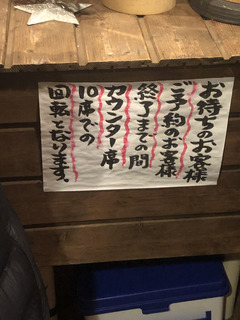 お待ちのお客様
ご予約のお客様
終了までの間
カウンター席
10席での
回転となります。